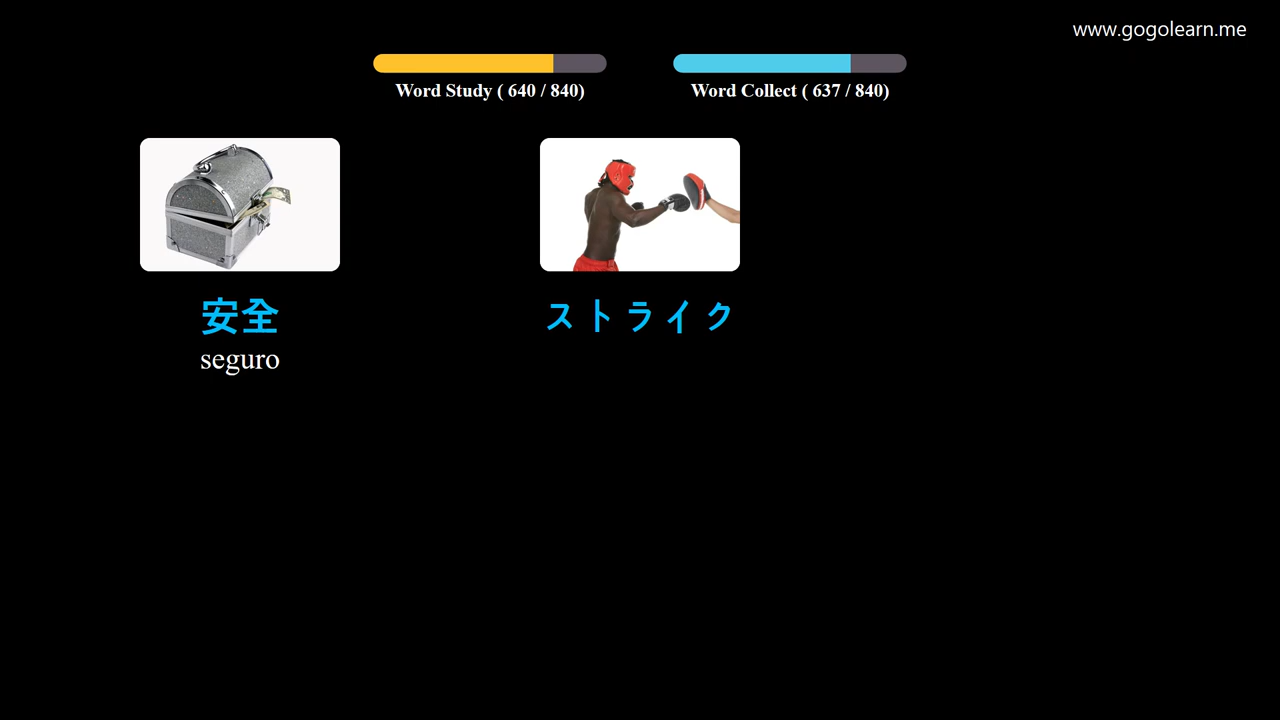 www.gogolearn.me
Word Study ( 640 / 840)
Word Collect ( 637 / 840)
安全
seguro
ストライク